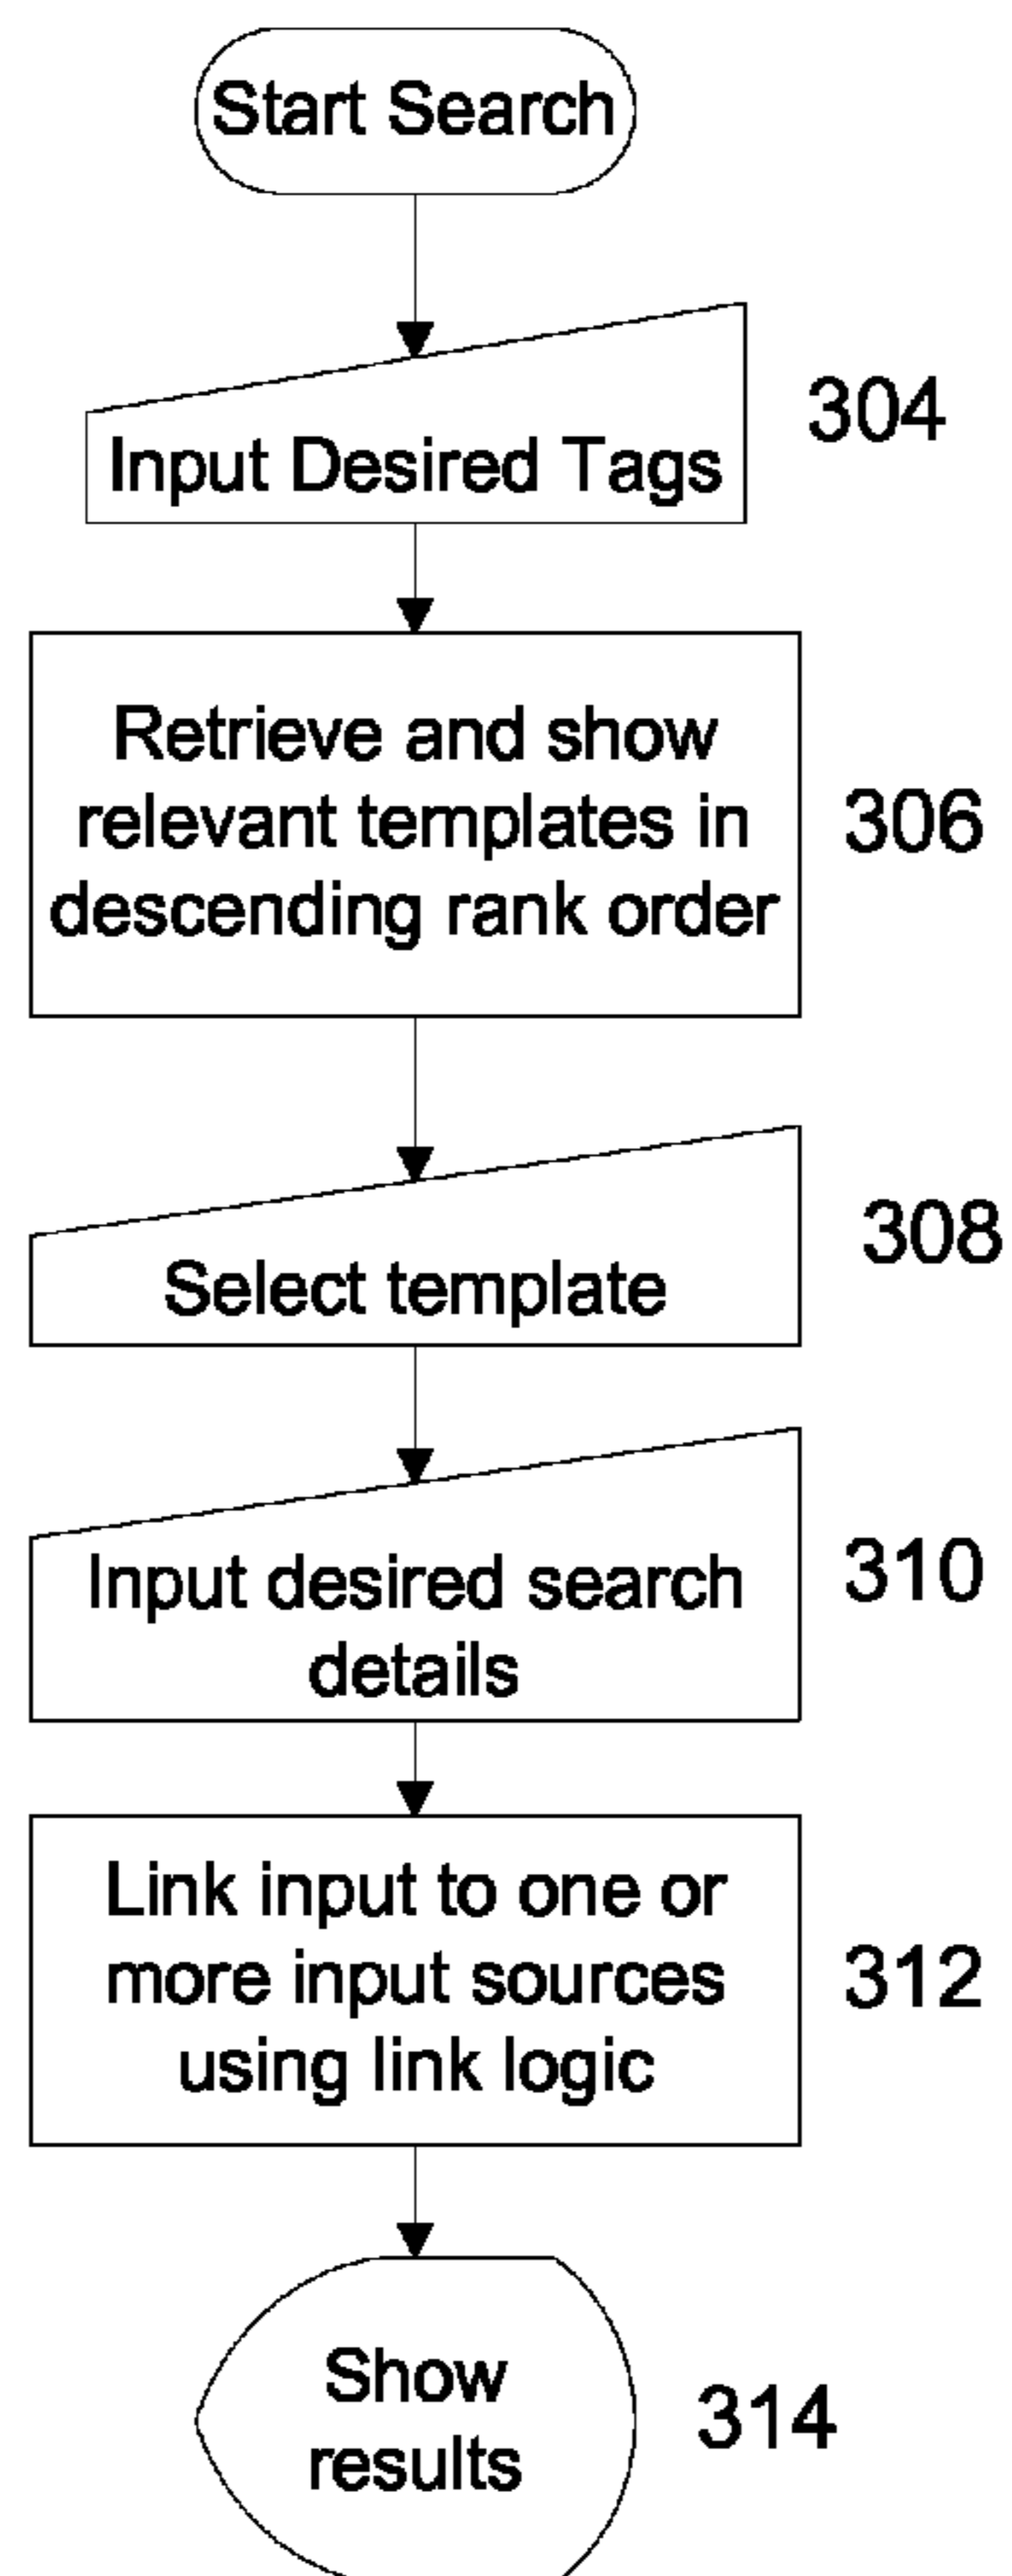 Start Search
304
Input Desired Tags
Retrieve and show
relevant templates in
descending rank order
306
308
Select template
310
Input desired search
details
Link input to one or
more input sources
using link logic
312
Show
results
314